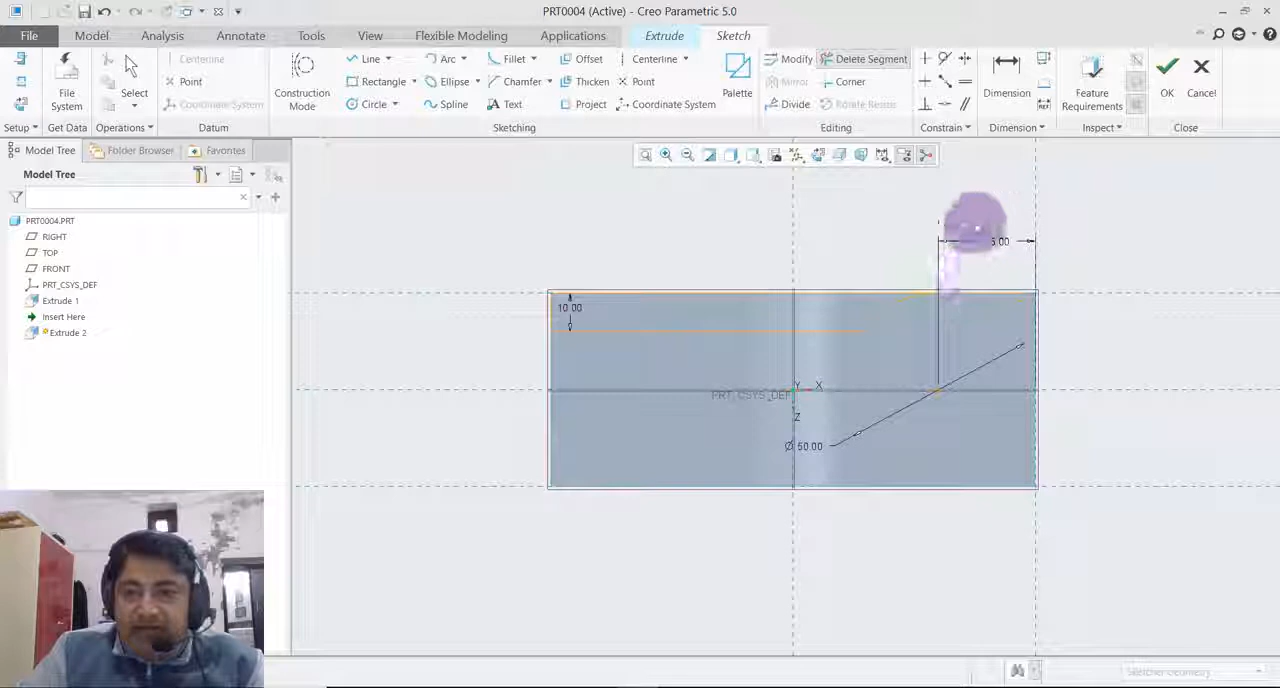 PRT0004 (Active) - Creo Parametric 5.0
File Model Analysis Annotate Tools View Flexible Modeling Applications Extrude Sketch
Centerline Line Arc Fillet Offset Centerline Modify Delete Segment
Point Rectangle Ellipse Chamfer Thicken Point Mirror Corner
Coordinate System Circle Spline Text Project Coordinate System Divide Rotate Resize
File System Select Construction Mode Palette Dimension Feature Requirements OK Cancel
Setup Get Data Operations Datum Sketching Editing Constrain Dimension Inspect Close
Model Tree Folder Browser Favorites
Model Tree
PRT0004.PRT
RIGHT
TOP
FRONT
PRT_CSYS_DEF
Extrude 1
Insert Here
Extrude 2
10.00
Y X
PRT_CSYS_DEF
Z
Ø 50.00
Sketcher Geometry